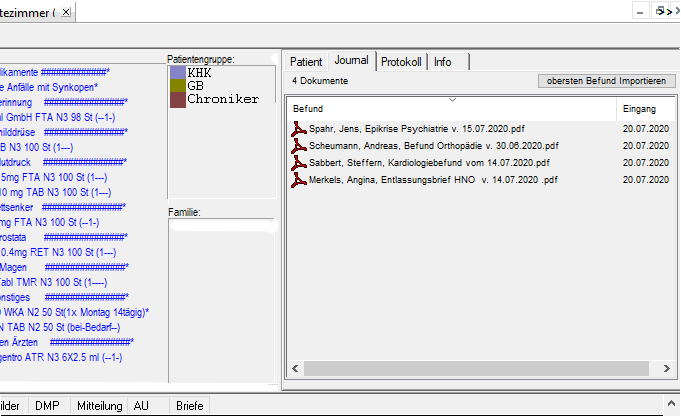 tezimmer (
Patientengruppe:
KHK
GB
Chroniker
Familie:
likamente #############*
e Anfälle mit Synkopen*
erinnung ################*
al GmbH FTA N3 98 St (--1-)
hilddrüse ################*
B N3 100 St (1---)
lutdruck ################*
5mg FTA N3 100 St (1---)
10 mg TAB N3 100 St (1---)
ettsenker ################*
mg FTA N3 100 St (--1-)
rostata ################*
0.4mg RET N3 100 St (1---)
Magen ################*
Tabl TMR N3 100 St (1----)
onstiges ################*
0 WKA N2 50 St(1x Montag 14tägig)*
N TAB N2 50 St (bei-Bedarf--)
en Ärzten ################*
gentro ATR N3 6X2.5 ml (--1-)
Patient Journal Protokoll Info
4 Dokumente obersten Befund Importieren
Befund Eingang
Spahr, Jens, Epikrise Psychiatrie v. 15.07.2020.pdf 20.07.2020
Scheumann, Andreas, Befund Orthopädie v. 30.06.2020.pdf 20.07.2020
Sabbert, Steffern, Kardiologiebefund vom 14.07.2020.pdf 20.07.2020
Merkels, Angina, Entlassungsbrief HNO v. 14.07.2020 .pdf 20.07.2020
ilder DMP Mitteilung AU Briefe